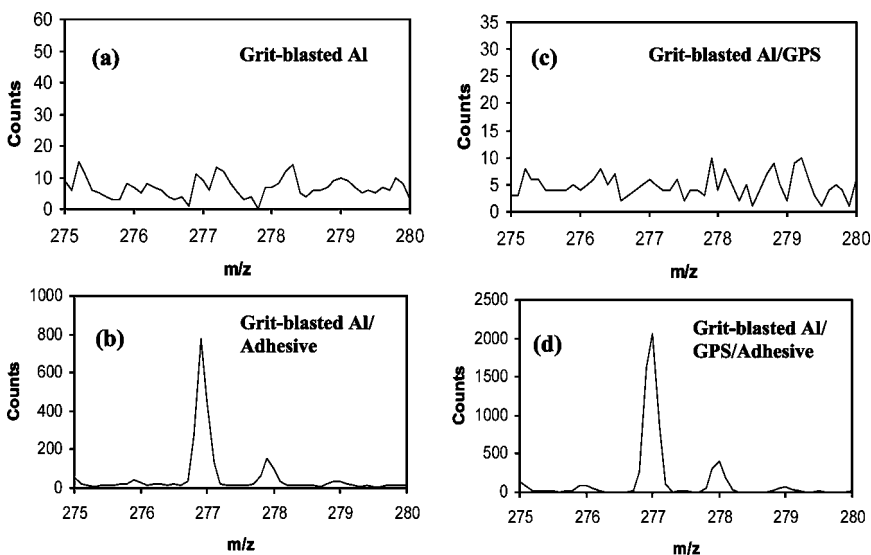 60
50
40
30
20
10
0
Counts
(a)
Grit-blasted Al
275 276 277 278 279 280
m/z
35
30
25
20
15
10
5
0
Counts
(c)
Grit-blasted Al/GPS
275 276 277 278 279 280
m/z
1000
800
600
400
200
0
Counts
(b)
Grit-blasted Al/
Adhesive
275 276 277 278 279 280
m/z
2500
2000
1500
1000
500
0
Counts
(d)
Grit-blasted Al/
GPS/Adhesive
275 276 277 278 279 280
m/z